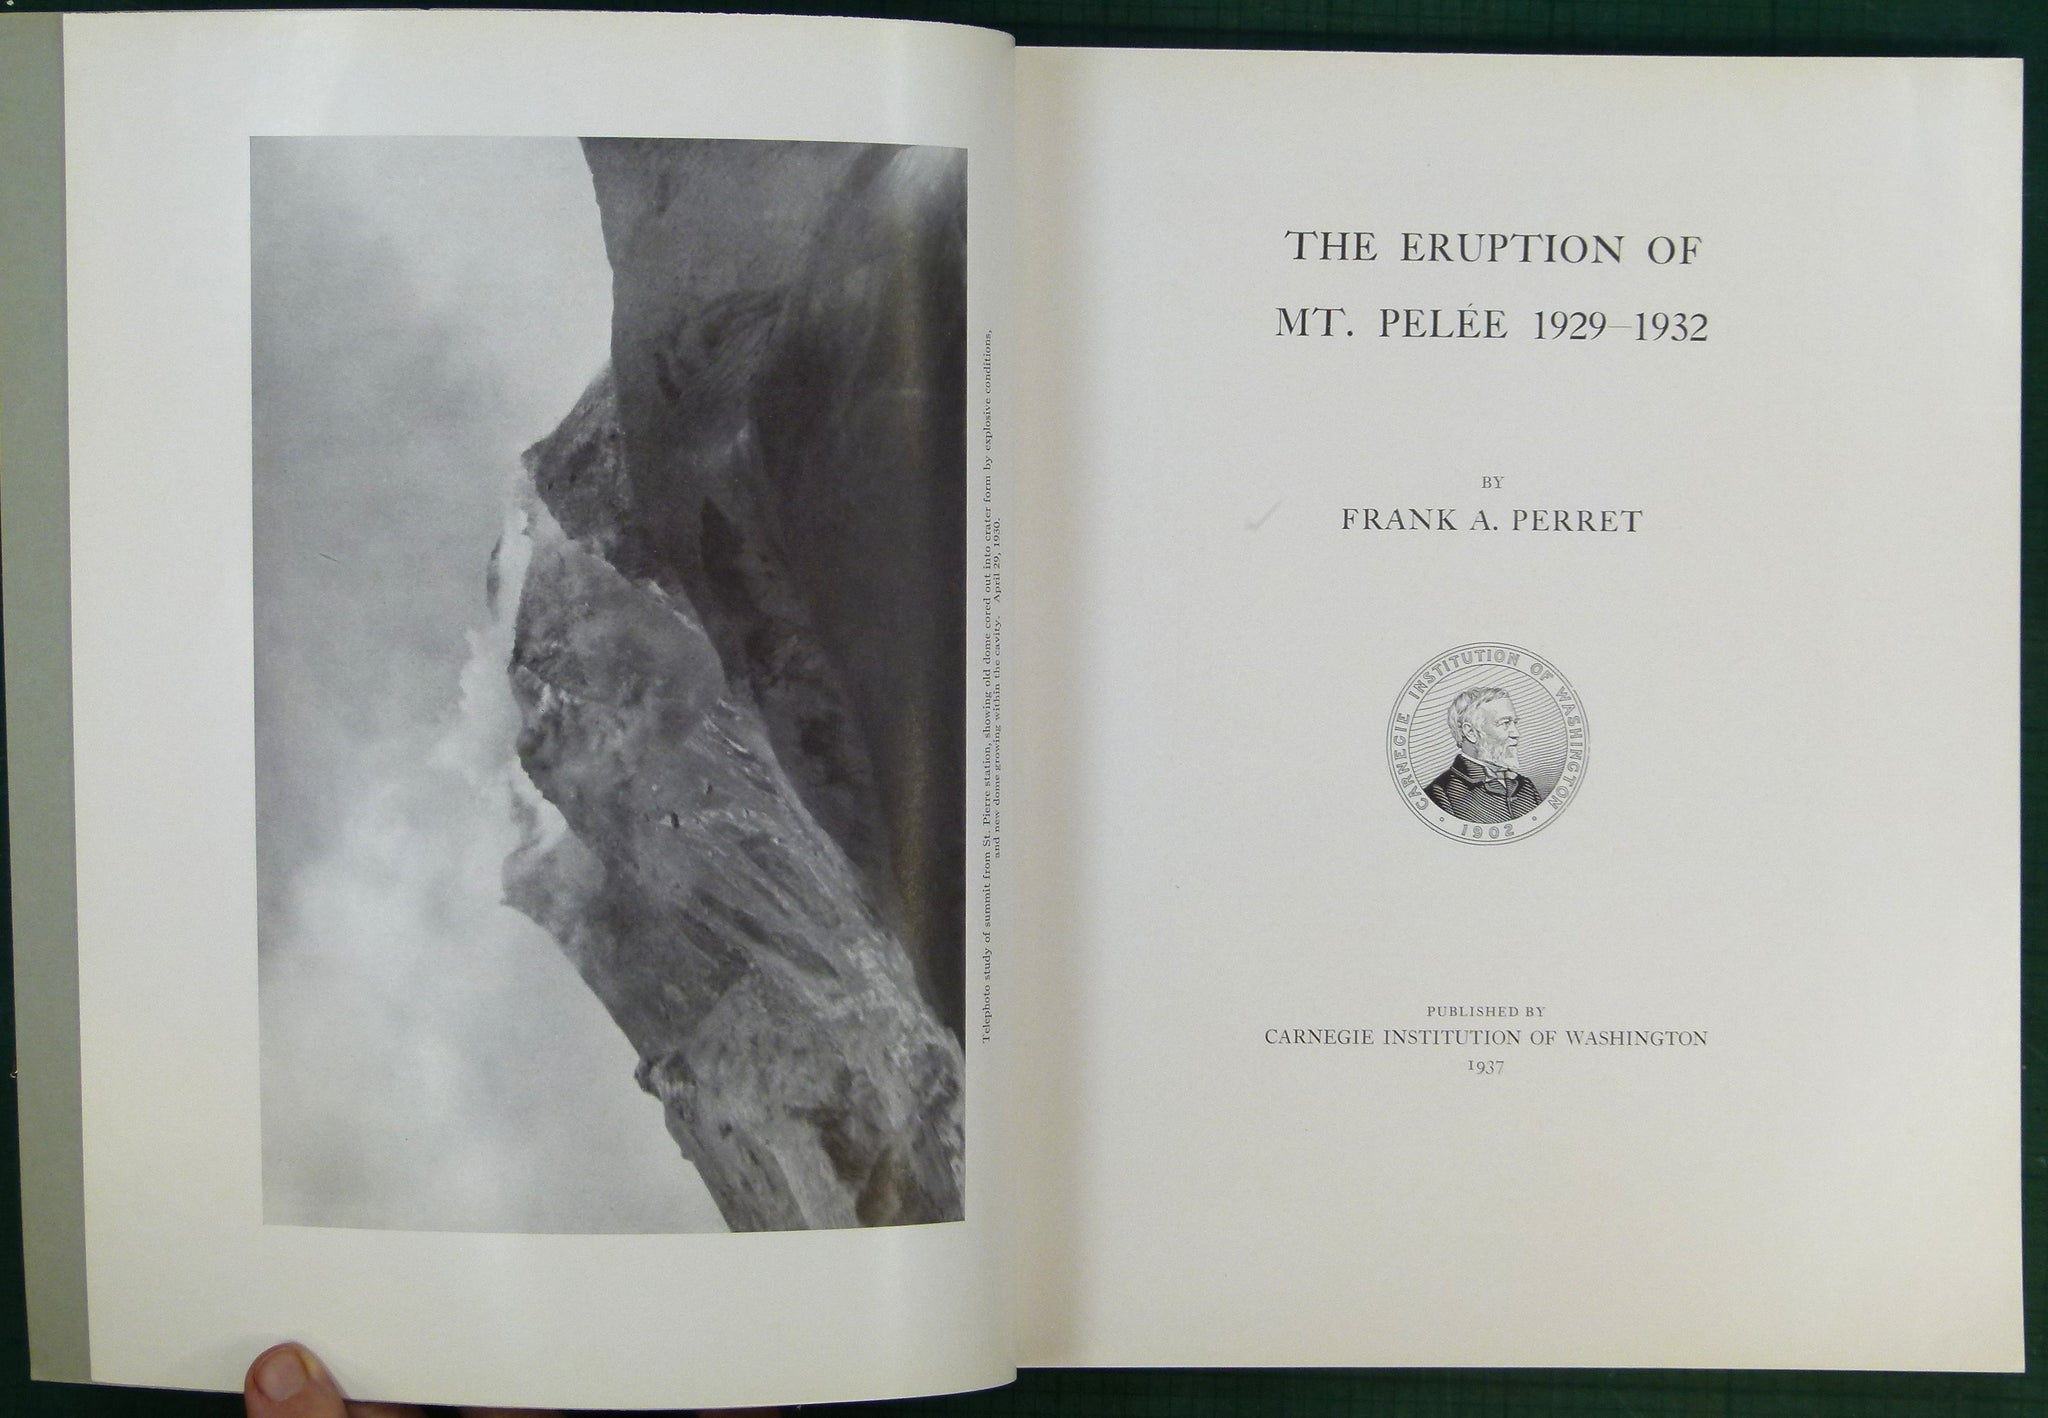 Telephoto study of summit from St. Pierre station, showing old dome cored out into crater form by explosive conditions,
and new dome growing within the cavity. April 29, 1930.
THE ERUPTION OF
MT. PELÉE 1929–1932
BY
FRANK A. PERRET
CARNEGIE INSTITUTION OF WASHINGTON
· 1902 ·
PUBLISHED BY
CARNEGIE INSTITUTION OF WASHINGTON
1937